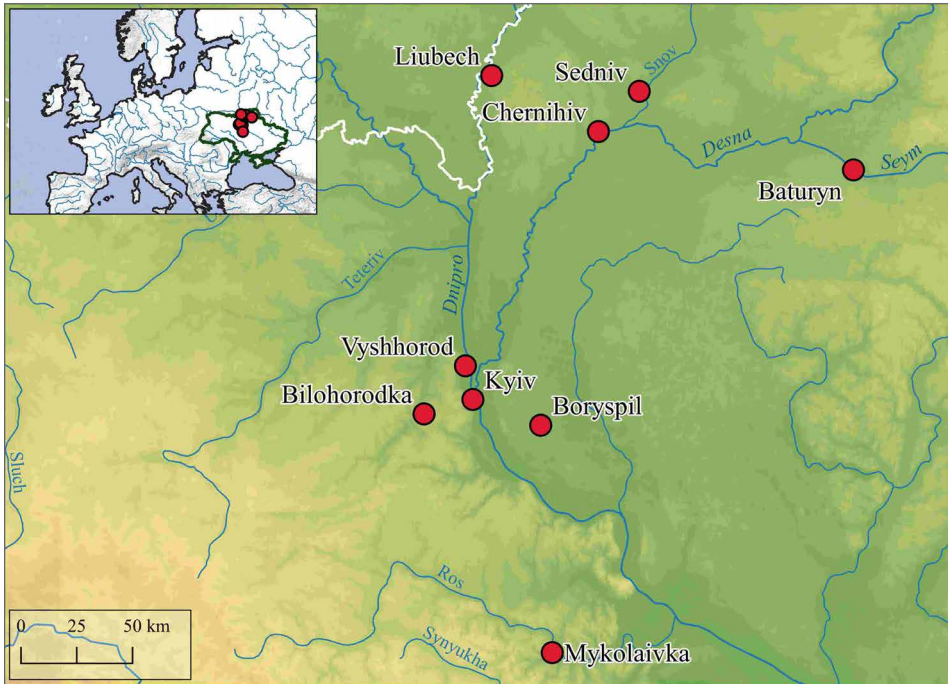 Liubech
Sedniv
Snov
Chernihiv
Desna
Seym
Baturyn
Teteriv
Dnipro
Vyshhorod
Kyiv
Bilohorodka
Boryspil
Sluch
Ros
Synyukha
Mykolaivka
0 25 50 km